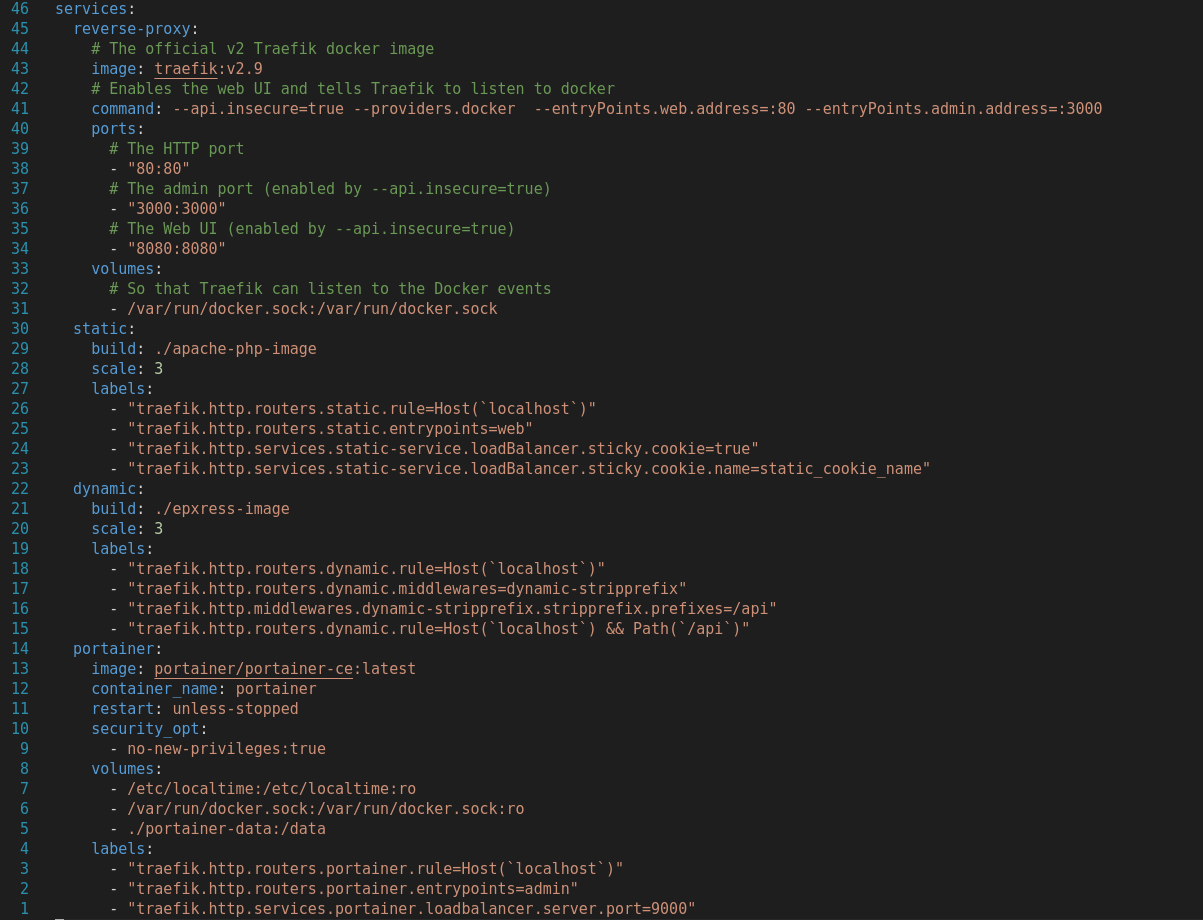 46 services:
45   reverse-proxy:
44     # The official v2 Traefik docker image
43     image: traefik:v2.9
42     # Enables the web UI and tells Traefik to listen to docker
41     command: --api.insecure=true --providers.docker  --entryPoints.web.address=:80 --entryPoints.admin.address=:3000
40     ports:
39       # The HTTP port
38       - "80:80"
37       # The admin port (enabled by --api.insecure=true)
36       - "3000:3000"
35       # The Web UI (enabled by --api.insecure=true)
34       - "8080:8080"
33     volumes:
32       # So that Traefik can listen to the Docker events
31       - /var/run/docker.sock:/var/run/docker.sock
30   static:
29     build: ./apache-php-image
28     scale: 3
27     labels:
26       - "traefik.http.routers.static.rule=Host(`localhost`)"
25       - "traefik.http.routers.static.entrypoints=web"
24       - "traefik.http.services.static-service.loadBalancer.sticky.cookie=true"
23       - "traefik.http.services.static-service.loadBalancer.sticky.cookie.name=static_cookie_name"
22   dynamic:
21     build: ./epxress-image
20     scale: 3
19     labels:
18       - "traefik.http.routers.dynamic.rule=Host(`localhost`)"
17       - "traefik.http.routers.dynamic.middlewares=dynamic-stripprefix"
16       - "traefik.http.middlewares.dynamic-stripprefix.stripprefix.prefixes=/api"
15       - "traefik.http.routers.dynamic.rule=Host(`localhost`) && Path(`/api`)"
14   portainer:
13     image: portainer/portainer-ce:latest
12     container_name: portainer
11     restart: unless-stopped
10     security_opt:
9       - no-new-privileges:true
8     volumes:
7       - /etc/localtime:/etc/localtime:ro
6       - /var/run/docker.sock:/var/run/docker.sock:ro
5       - ./portainer-data:/data
4     labels:
3       - "traefik.http.routers.portainer.rule=Host(`localhost`)"
2       - "traefik.http.routers.portainer.entrypoints=admin"
1       - "traefik.http.services.portainer.loadbalancer.server.port=9000"